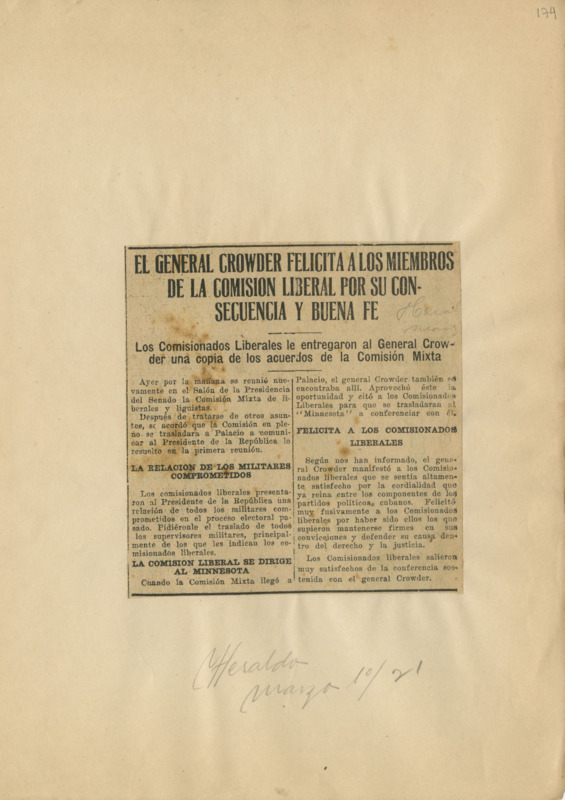 174
EL GENERAL CROWDER FELICITA A LOS MIEMBROS
DE LA COMISION LIBERAL POR SU CON-
SECUENCIA Y BUENA FE
Los Comisionados Liberales le entregaron al General Crow-
der una copia de los acuerdos de la Comisión Mixta
Ayer por la mañana se reunió nue-
vamente en el Salón de la Presidencia
del Senado la Comisión Mixta de li-
berales y liguistas.
Después de tratarse de otros asun-
tos, se acordó que la Comisión en ple-
no se trasladara a Palacio a comuni-
car al Presidente de la República lo
resuelto en la primera reunión.
LA RELACION DE LOS MILITARES
COMPROMETIDOS
Los comisionados liberales presenta-
ron al Presidente de la República una
relación de todos los militares com-
prometidos en el proceso electoral pa-
sado. Pidiéronle el traslado de todos
los supervisores militares, principal-
mente de los que les indican los co-
misionados liberales.
LA COMISION LIBERAL SE DIRIGE
AL MINNESOTA
Cuando la Comisión Mixta llegó a
Palacio, el general Crowder también se
encontraba allí. Aprovechó éste la
oportunidad y citó a los Comisionados
Liberales para que se trasladaran al
"Minnesota" a conferenciar con él.
FELICITA A LOS COMISIONADOS
LIBERALES
Según nos han informado, el gene-
ral Crowder manifestó a los Comisio-
nados liberales que se sentía altamen-
te satisfecho por la cordialidad que
ya reina entre los componentes de los
partidos políticos, cubanos. Felicitó
muy fusivamente a los Comisionados
liberales por haber sido ellos los que
supieron mantenerse firmes en sus
convicciones y defender su causa den-
tro del derecho y la justicia.
Los Comisionados liberales salieron
muy satisfechos de la conferencia sos-
tenida con el general Crowder.
Heraldo
marzo 10/21